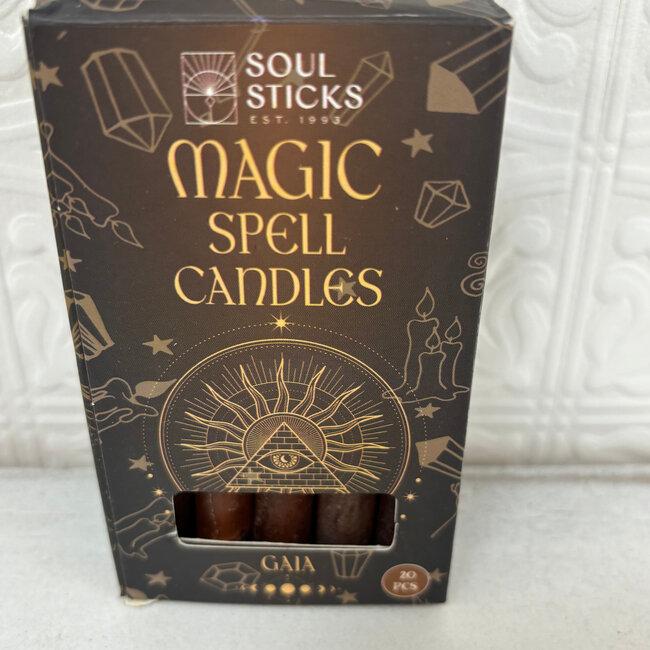 SOUL
STICKS
EST. 1993
MAGIC
SPELL
CANDLES
GAIA
20
PCS